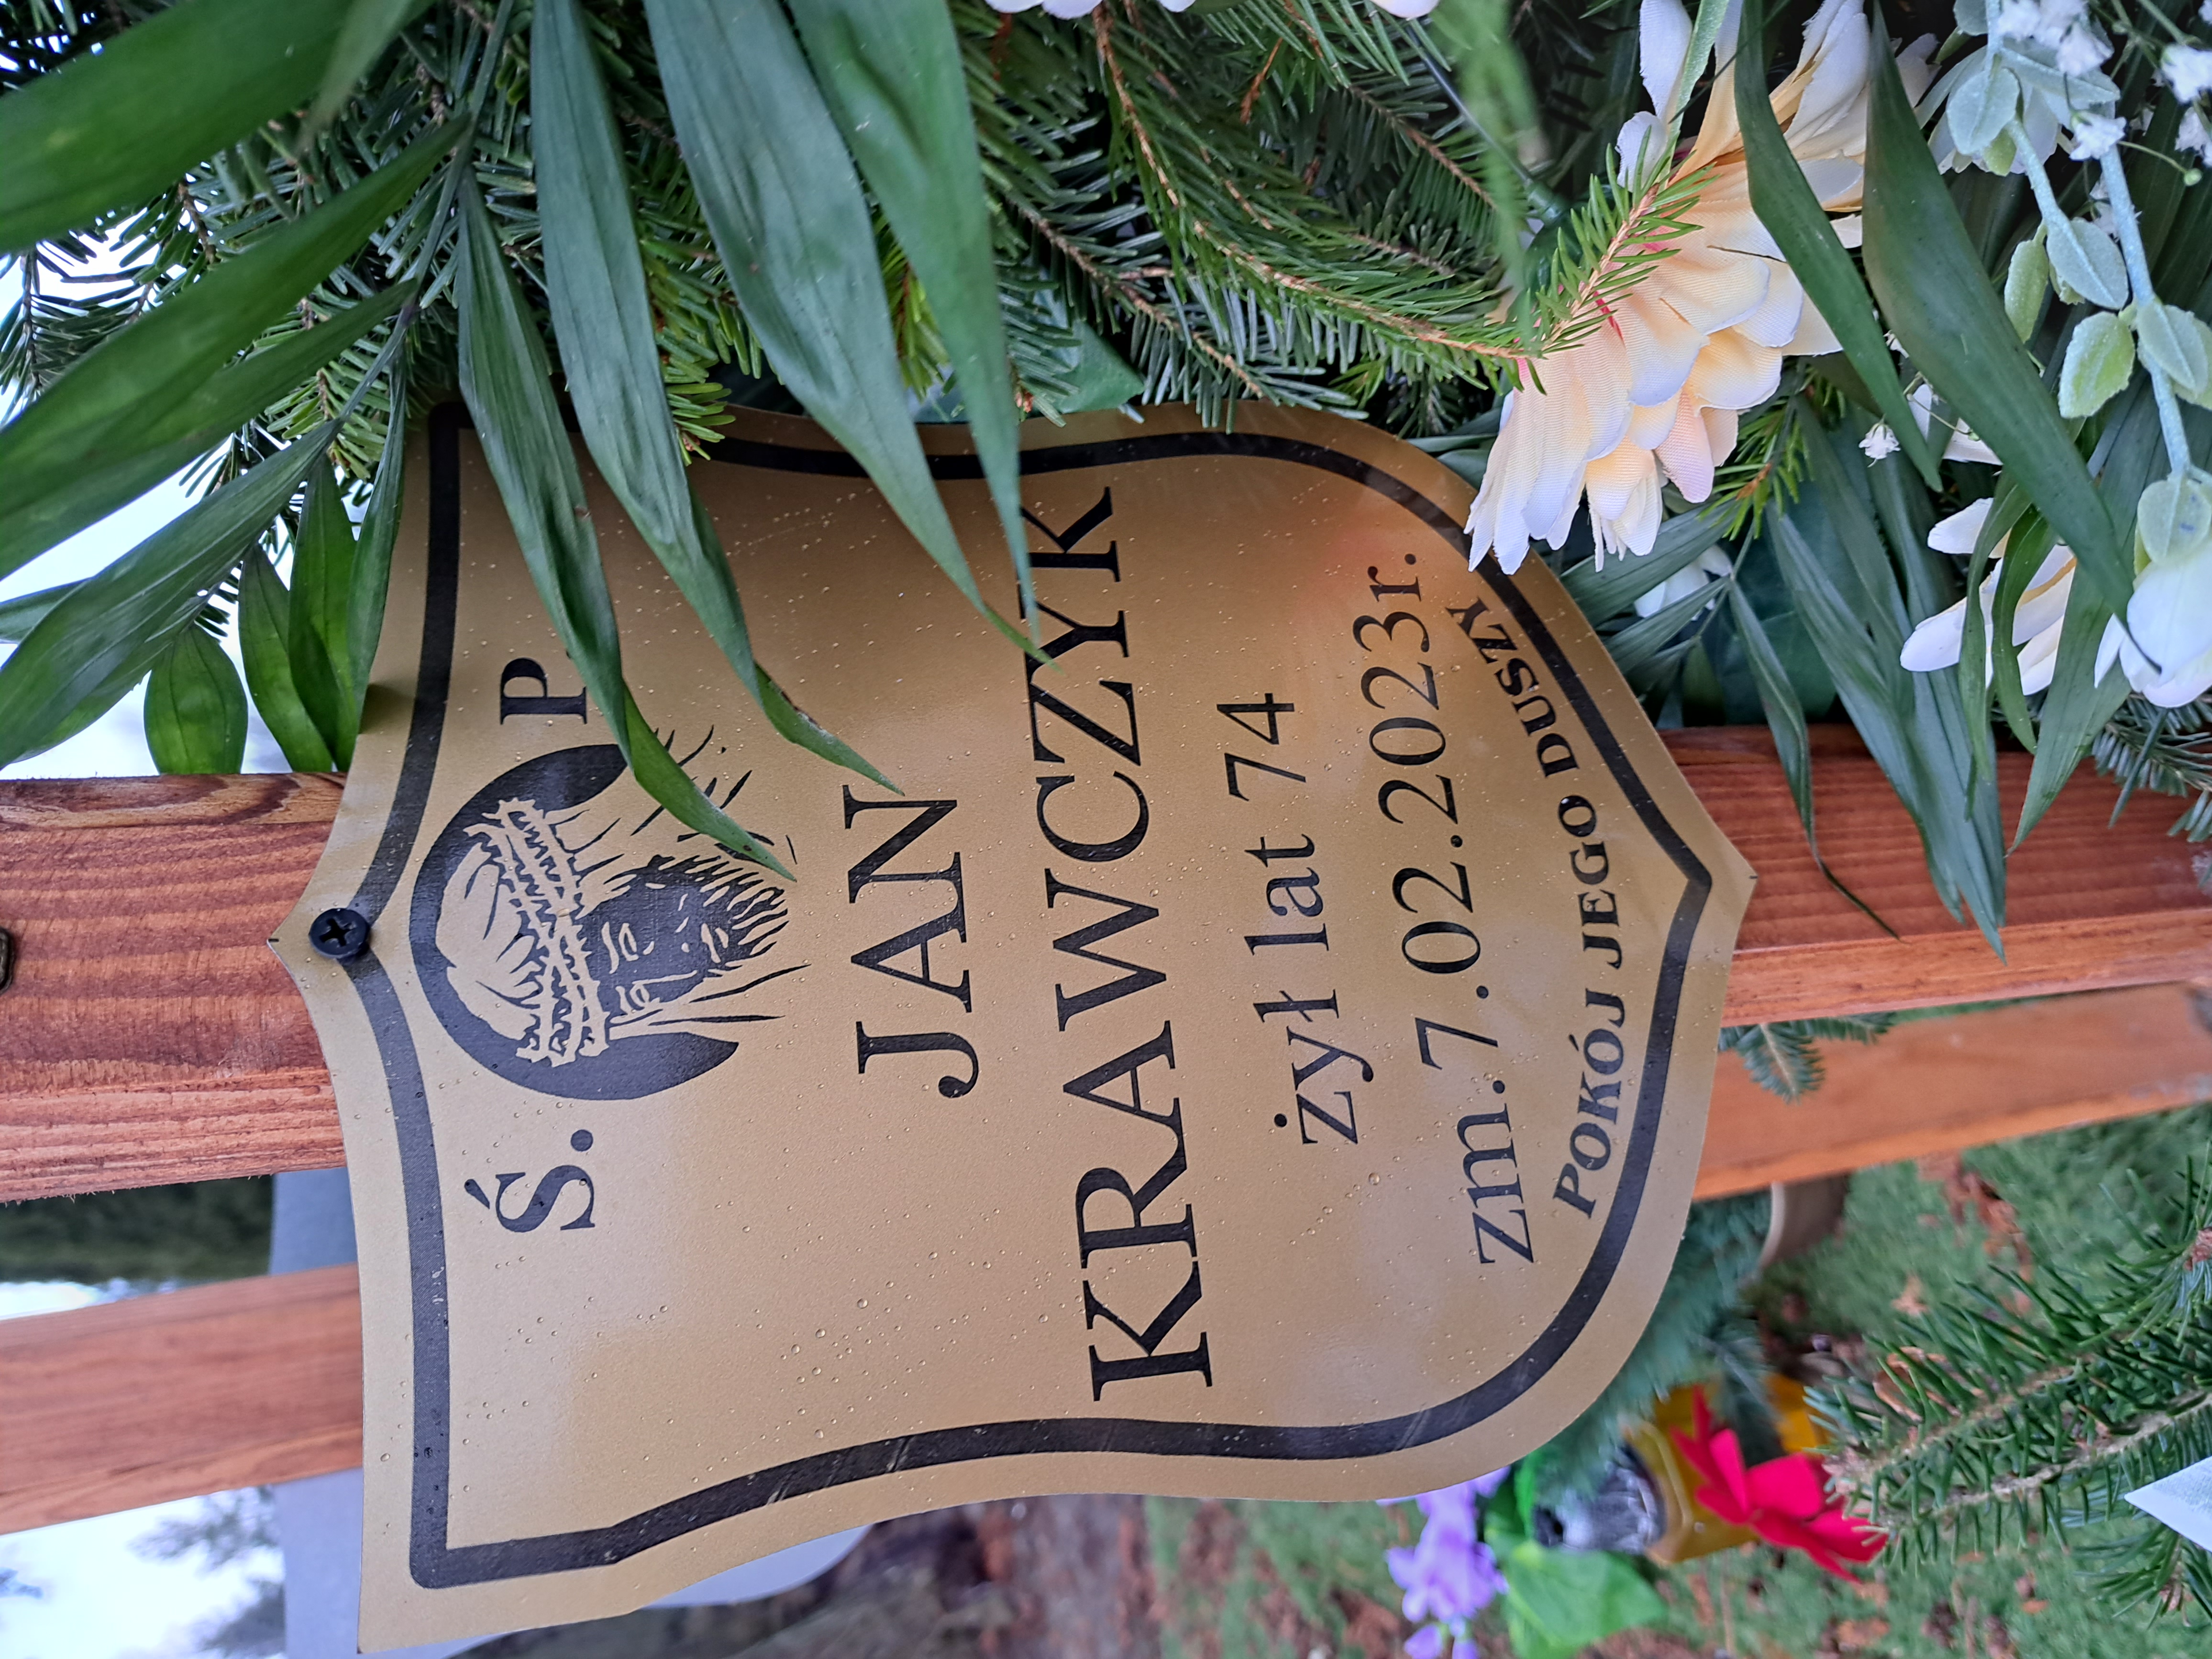 Ś. P.
JAN
KRAWCZYK
żył lat 74
zm.7.02.2023r.
POKÓJ JEGO DUSZY